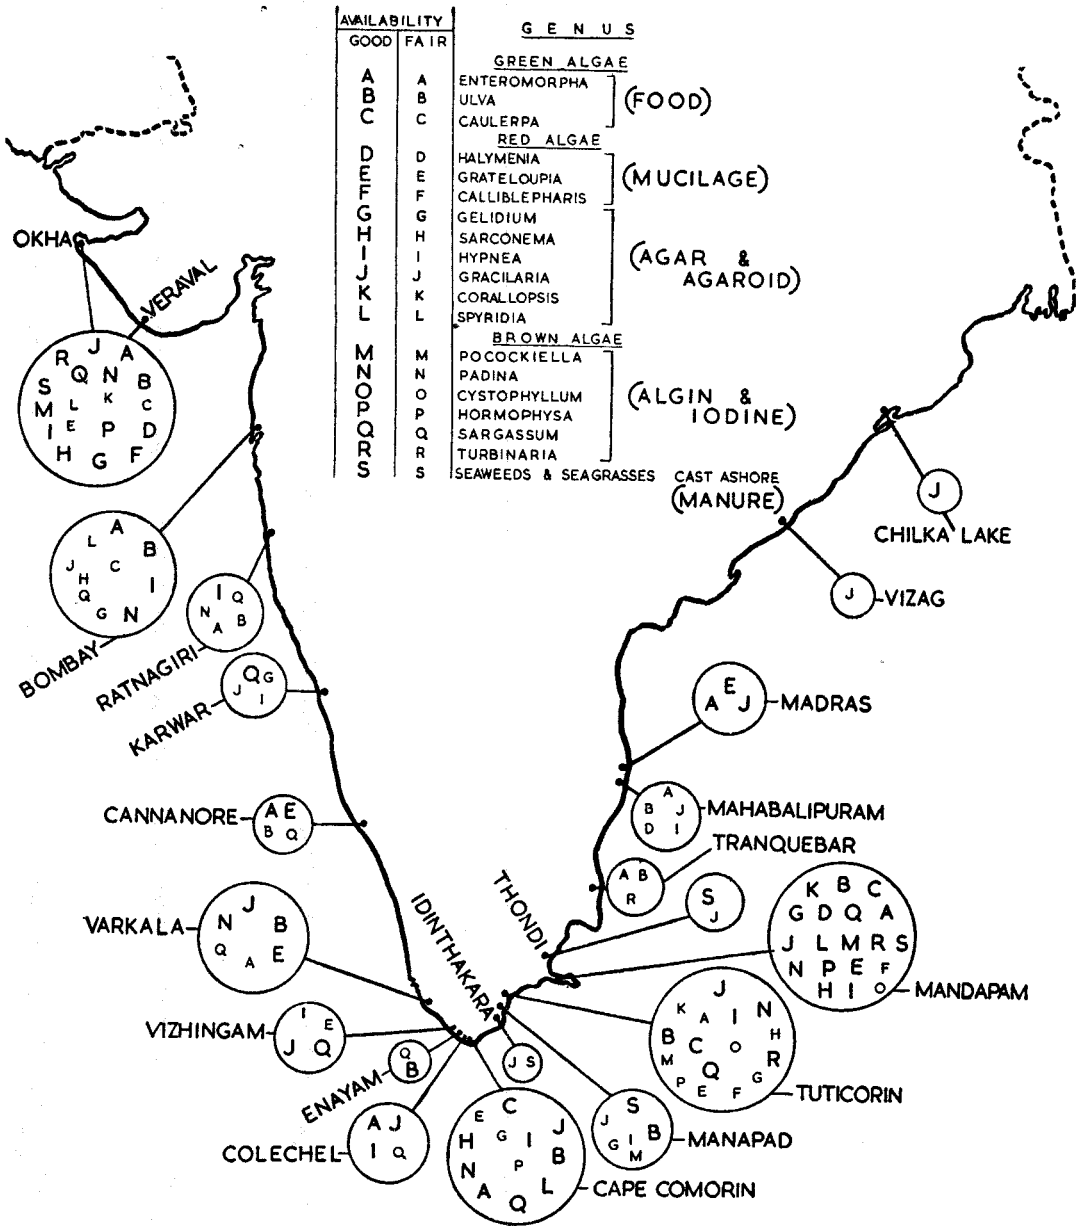 AVAILABILITY
GOOD FAIR
G E N U S
GREEN ALGAE
A A ENTEROMORPHA
B B ULVA
C C CAULERPA
(FOOD)
RED ALGAE
D D HALYMENIA
E E GRATELOUPIA
F F CALLIBLEPHARIS
(MUCILAGE)
G G GELIDIUM
H H SARCONEMA
I I HYPNEA
J J GRACILARIA
K K CORALLOPSIS
L L SPYRIDIA
(AGAR &
AGAROID)
BROWN ALGAE
M M POCOCKIELLA
N N PADINA
O O CYSTOPHYLLUM
P P HORMOPHYSA
Q Q SARGASSUM
R R TURBINARIA
(ALGIN &
IODINE)
S S SEAWEEDS & SEAGRASSES CAST ASHORE
(MANURE)
OKHA
VERAVAL
R J A
S Q N B
M L K C
I E P D
H G F
BOMBAY
A
L B
J C
H I
Q
G N
RATNAGIRI
I Q
N B
A
KARWAR
Q G
J I
CANNANORE
A E
B Q
VARKALA
J
N B
Q A E
VIZHINGAM
I E
J Q
ENAYAM
Q
B
COLECHEL
A J
I Q
CAPE COMORIN
C
E J
H G I
B
N P
A L
Q
IDINTHAKARA
J S
MANAPAD
S
J B
G I
M
TUTICORIN
J
K A I N
B C O H
M Q R
P E F G
MANDAPAM
K B C
G D Q A
J L M R S
N P E F
H I O
THONDI
S
J
TRANQUEBAR
A B
R
MAHABALIPURAM
A
B J
D I
MADRAS
E
A J
VIZAG
J
CHILKA LAKE
J